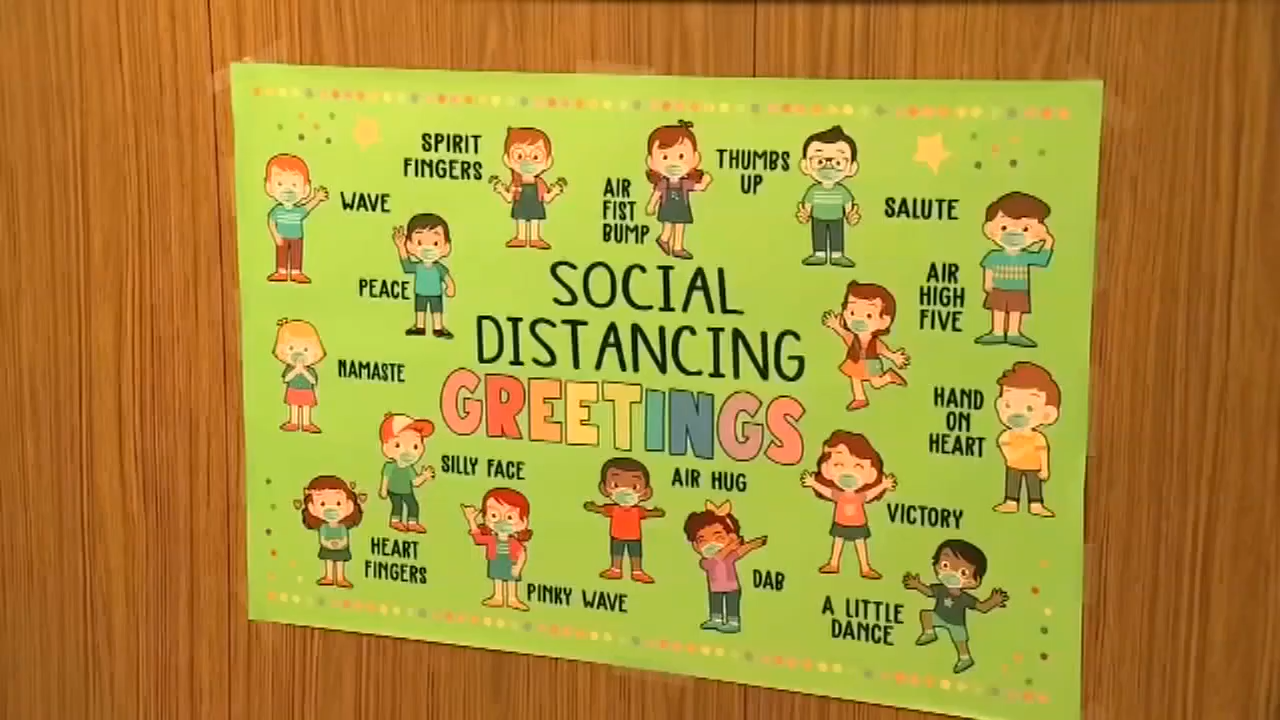 SPIRIT
FINGERS
AIR
FIST
BUMP
THUMBS
UP
WAVE
SALUTE
PEACE
AIR
HIGH
FIVE
SOCIAL
DISTANCING
GREETINGS
NAMASTE
HAND
ON
HEART
SILLY FACE
AIR HUG
VICTORY
HEART
FINGERS
PINKY WAVE
DAB
A LITTLE
DANCE